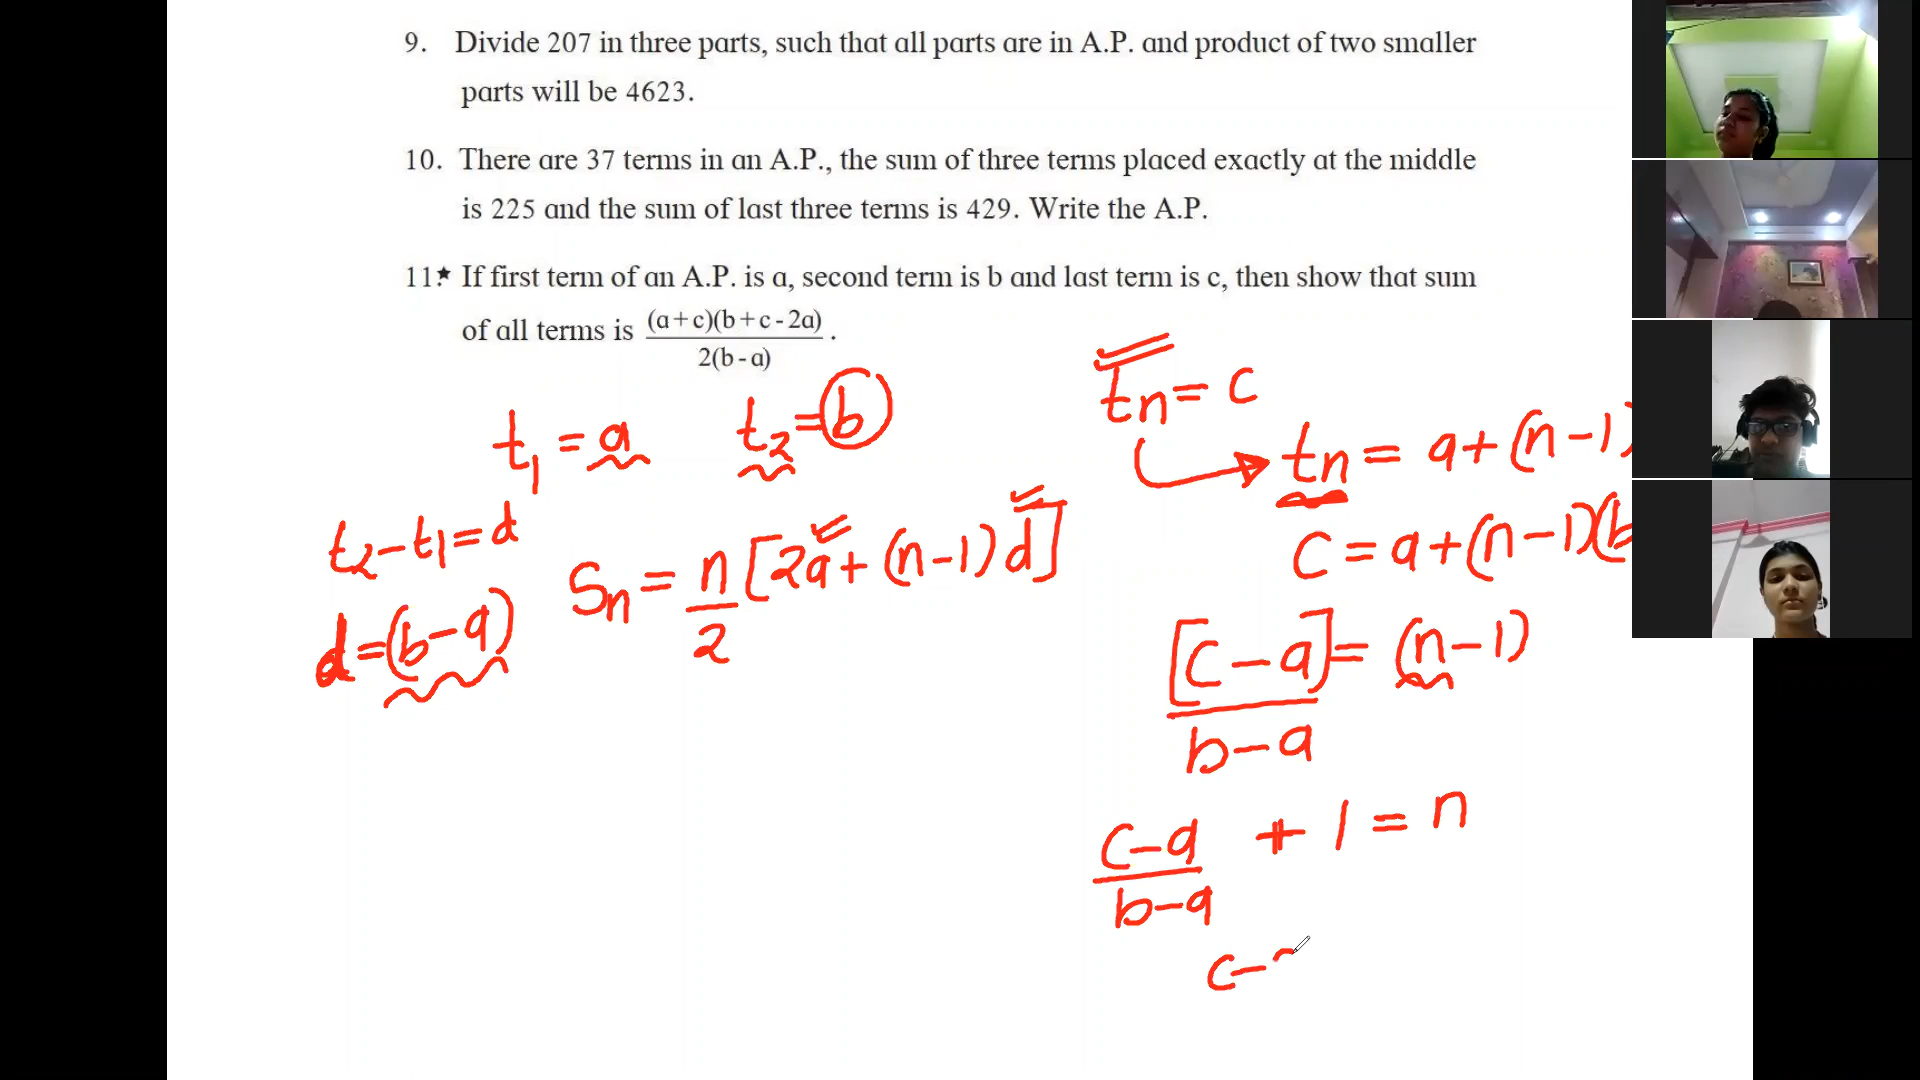 9. Divide 207 in three parts, such that all parts are in A.P. and product of two smaller
parts will be 4623.
10. There are 37 terms in an A.P., the sum of three terms placed exactly at the middle
is 225 and the sum of last three terms is 429. Write the A.P.
11.★ If first term of an A.P. is a, second term is b and last term is c, then show that sum
of all terms is (a+c)(b+c-2a) / 2(b-a) .
t1 = a t2 = b
tn = c
tn = a+(n-1)
t2-t1=d
Sn = n/2 [2a+(n-1)d]
c = a+(n-1)(b
d=(b-a)
[c-a] / b-a = (n-1)
c-a / b-a + 1 = n
c-